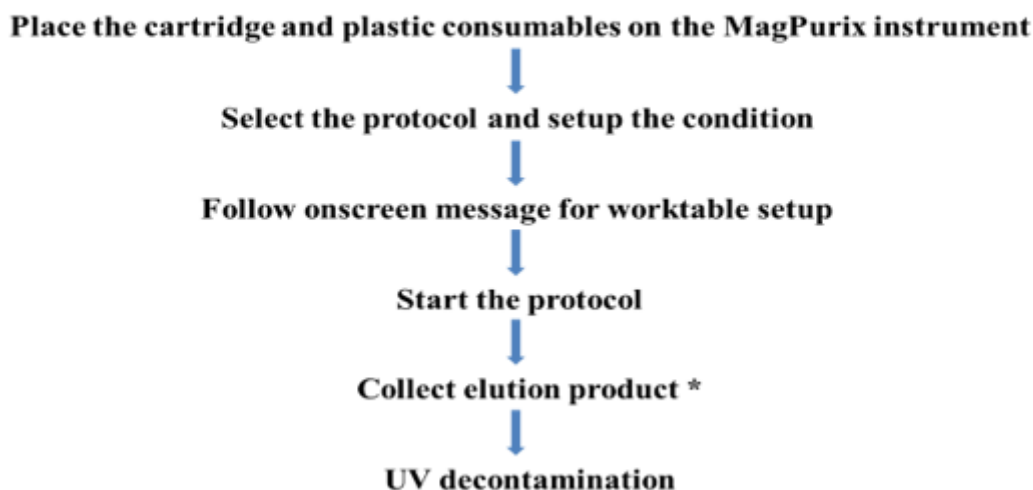 Place the cartridge and plastic consumables on the MagPurix instrument
Select the protocol and setup the condition
Follow onscreen message for worktable setup
Start the protocol
Collect elution product *
UV decontamination